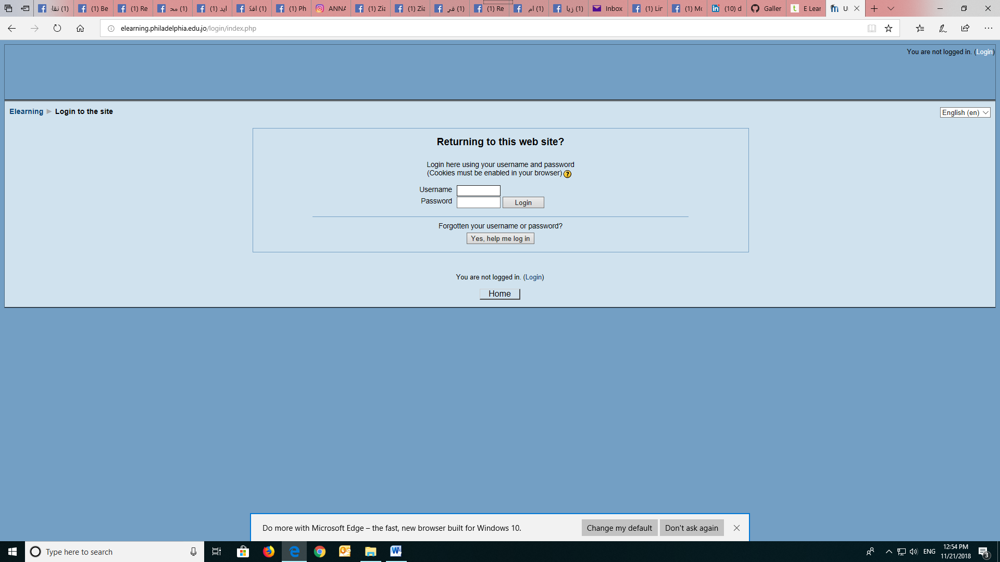 (1) نقا
(1) Be
(1) Re
(1) مح
(1) ايد
(1) افك
(1) Ph
ANNA
(1) Zia
(1) Zia
(1) في
(1) Re
(1) ام
(1) زيا
Inbox
(1) Lir
(1) Mo
(10) d
Galler
E Lear
elearning.philadelphia.edu.jo/login/index.php
You are not logged in. (Login)
Elearning ► Login to the site
English (en)
Returning to this web site?
Login here using your username and password
(Cookies must be enabled in your browser) ?
Username
Password Login
Forgotten your username or password?
Yes, help me log in
You are not logged in. (Login)
Home
Do more with Microsoft Edge – the fast, new browser built for Windows 10. Change my default Don't ask again
Type here to search
ENG
12:54 PM
11/21/2018
3